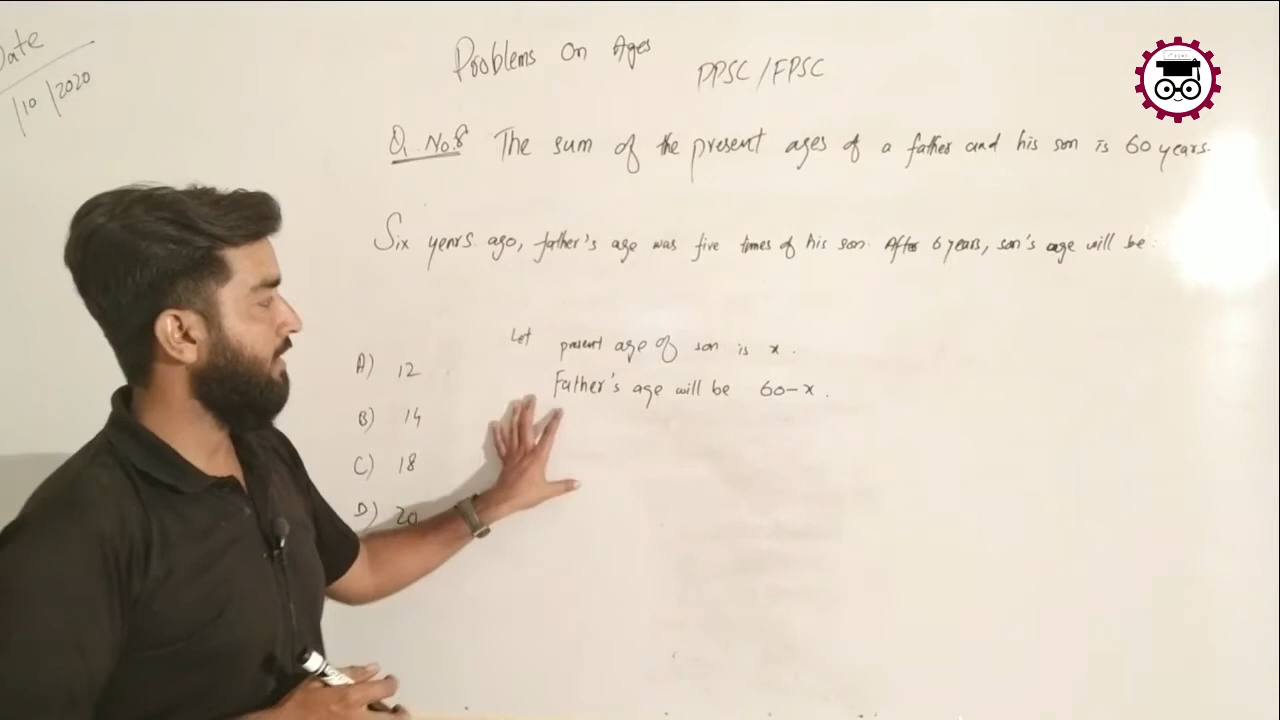 Date
/10/2020
Problems On Ages
PPSC/FPSC
Q. No.8 The sum of the present ages of a father and his son is 60 years.
Six years ago, father's age was five times of his son. After 6 years, son's age will be:
Let present age of son is x.
Father's age will be 60-x.
A) 12
B) 14
C) 18
D) 20